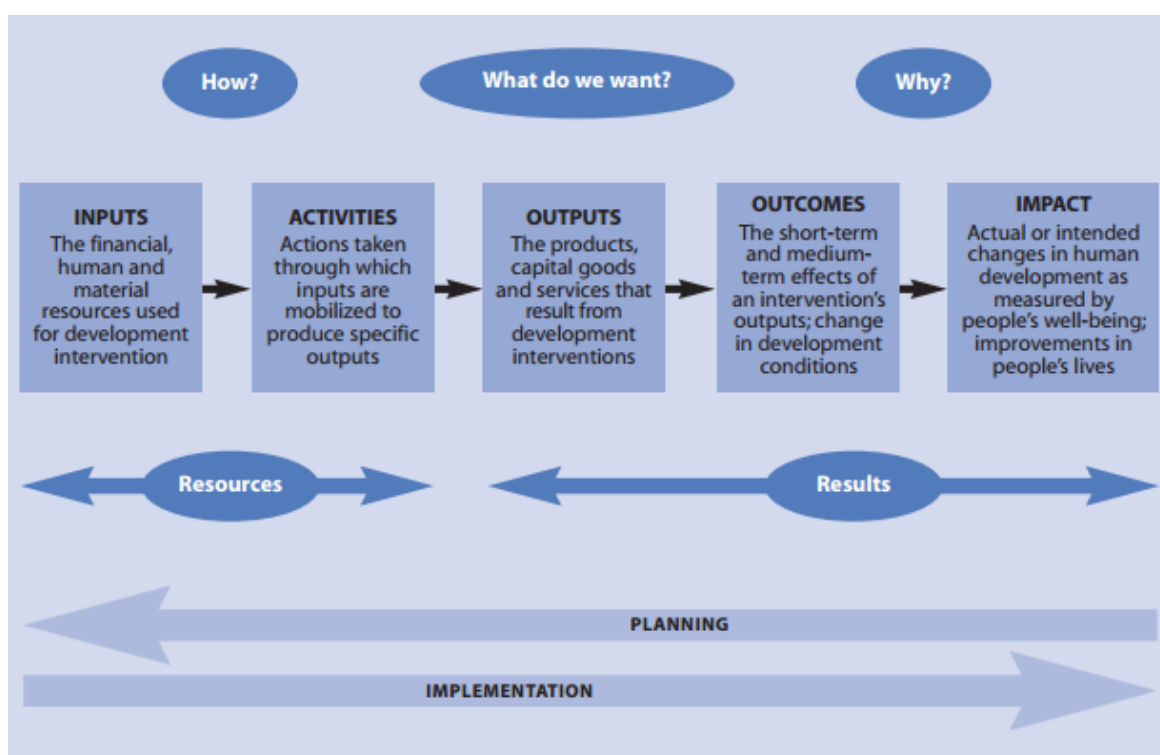 How?
What do we want?
Why?
INPUTS
The financial,
human and
material
resources used
for development
intervention
ACTIVITIES
Actions taken
through which
inputs are
mobilized to
produce specific
outputs
OUTPUTS
The products,
capital goods
and services that
result from
development
interventions
OUTCOMES
The short-term
and medium-
term effects of
an intervention’s
outputs; change
in development
conditions
IMPACT
Actual or intended
changes in human
development as
measured by
people’s well-being;
improvements in
people’s lives
Resources
Results
PLANNING
IMPLEMENTATION